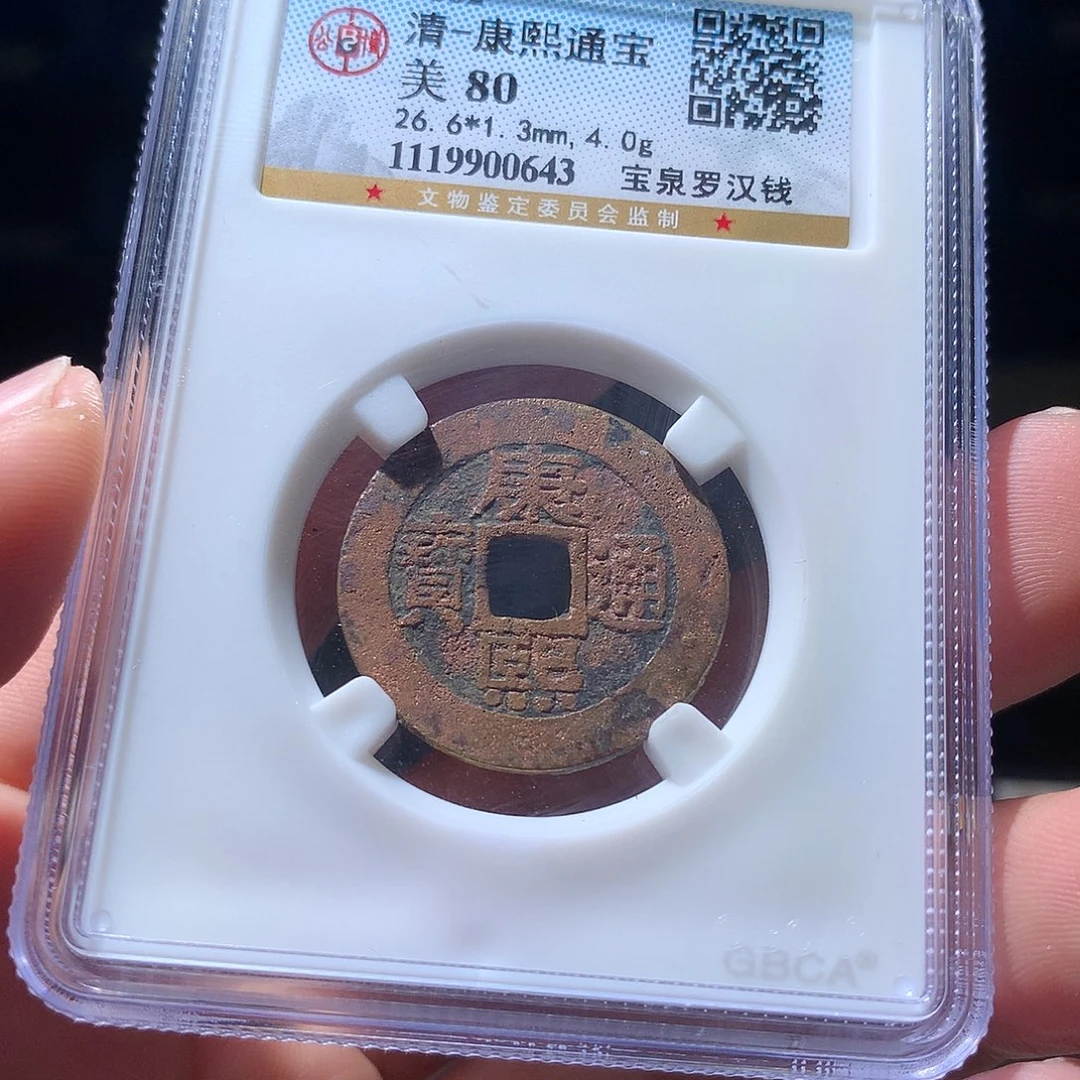 清-康熙通宝
美 80
26.6*1.3mm, 4.0g
1119900643 宝泉罗汉钱
★ 文物鉴定委员会监制 ★
康
寶 通
熙
GBCA®